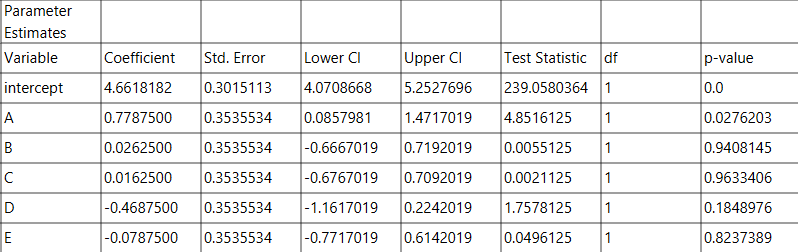 Parameter
Estimates
Variable Coefficient Std. Error Lower CI Upper CI Test Statistic df p-value
intercept 4.6618182 0.3015113 4.0708668 5.2527696 239.0580364 1 0.0
A 0.7787500 0.3535534 0.0857981 1.4717019 4.8516125 1 0.0276203
B 0.0262500 0.3535534 -0.6667019 0.7192019 0.0055125 1 0.9408145
C 0.0162500 0.3535534 -0.6767019 0.7092019 0.0021125 1 0.9633406
D -0.4687500 0.3535534 -1.1617019 0.2242019 1.7578125 1 0.1848976
E -0.0787500 0.3535534 -0.7717019 0.6142019 0.0496125 1 0.8237389